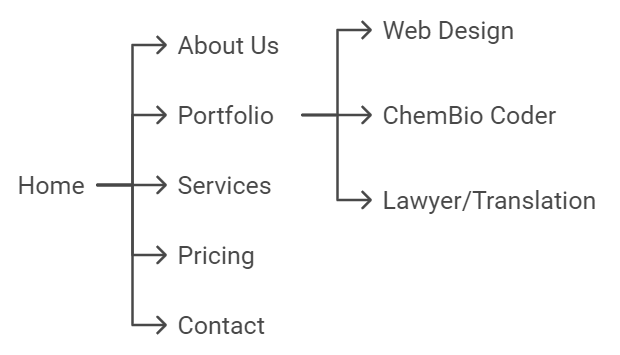 Home
About Us
Portfolio
Services
Pricing
Contact
Web Design
ChemBio Coder
Lawyer/Translation